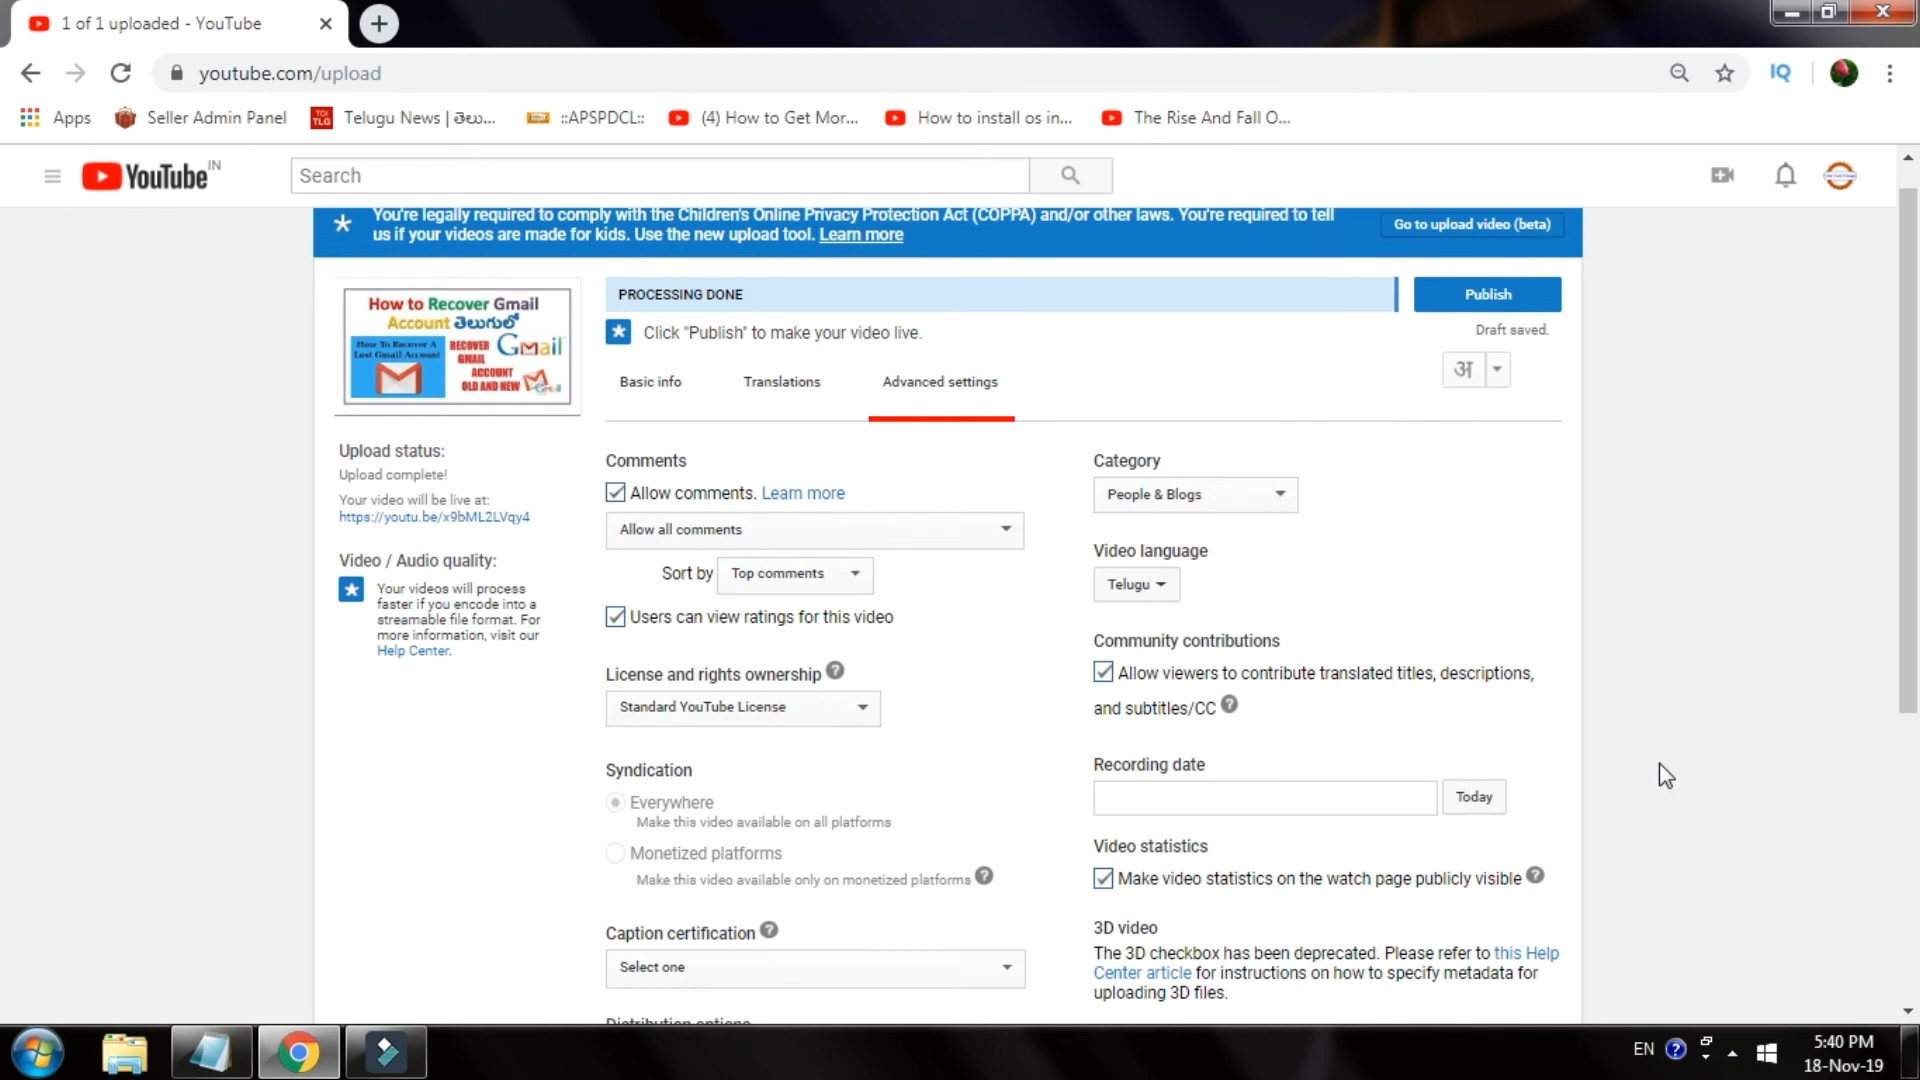 1 of 1 uploaded - YouTube
youtube.com/upload
IQ
Apps
Seller Admin Panel
TOI TLG
Telugu News | తెలు...
::APSPDCL::
(4) How to Get Mor...
How to install os in...
The Rise And Fall O...
YouTube IN
Search
You're legally required to comply with the Children's Online Privacy Protection Act (COPPA) and/or other laws. You're required to tell
us if your videos are made for kids. Use the new upload tool. Learn more
Go to upload video (beta)
How to Recover Gmail
Account తెలుగులో
How To Recover A
Lost Gmail Account
RECOVER
GMAIL
ACCOUNT
OLD AND NEW
Gmail
Gmail
PROCESSING DONE
Publish
Click "Publish" to make your video live.
Draft saved.
अ
Basic info
Translations
Advanced settings
Upload status:
Upload complete!
Your video will be live at:
https://youtu.be/x9bML2LVqy4
Video / Audio quality:
Your videos will process
faster if you encode into a
streamable file format. For
more information, visit our
Help Center.
Comments
Allow comments. Learn more
Allow all comments
Sort by
Top comments
Users can view ratings for this video
License and rights ownership ?
Standard YouTube License
Syndication
Everywhere
Make this video available on all platforms
Monetized platforms
Make this video available only on monetized platforms ?
Caption certification ?
Select one
Distribution options
Category
People & Blogs
Video language
Telugu
Community contributions
Allow viewers to contribute translated titles, descriptions,
and subtitles/CC ?
Recording date
Today
Video statistics
Make video statistics on the watch page publicly visible ?
3D video
The 3D checkbox has been deprecated. Please refer to this Help
Center article for instructions on how to specify metadata for
uploading 3D files.
EN ?
5:40 PM
18-Nov-19